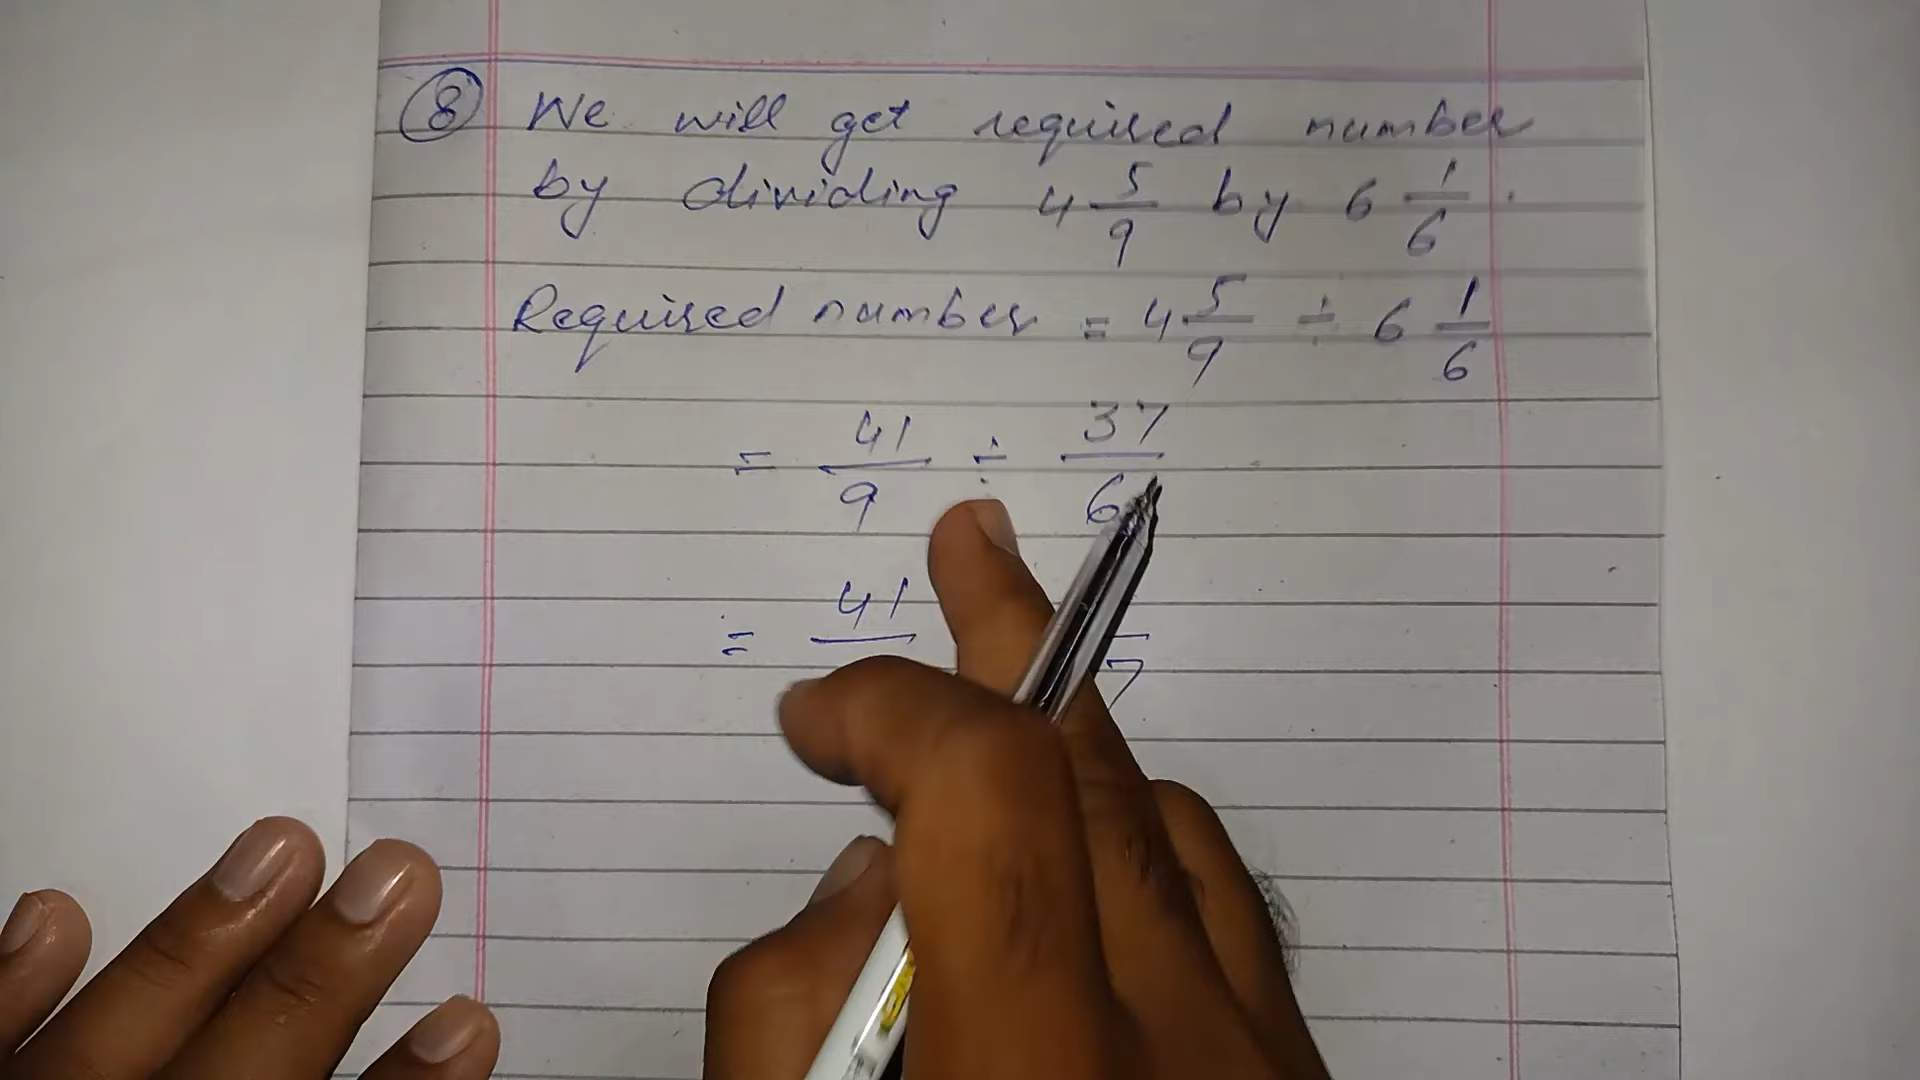 8 We will get required number
by dividing 4 5/9 by 6 1/6.
Required number = 4 5/9 ÷ 6 1/6
= 41/9 ÷ 37/6
= 41/